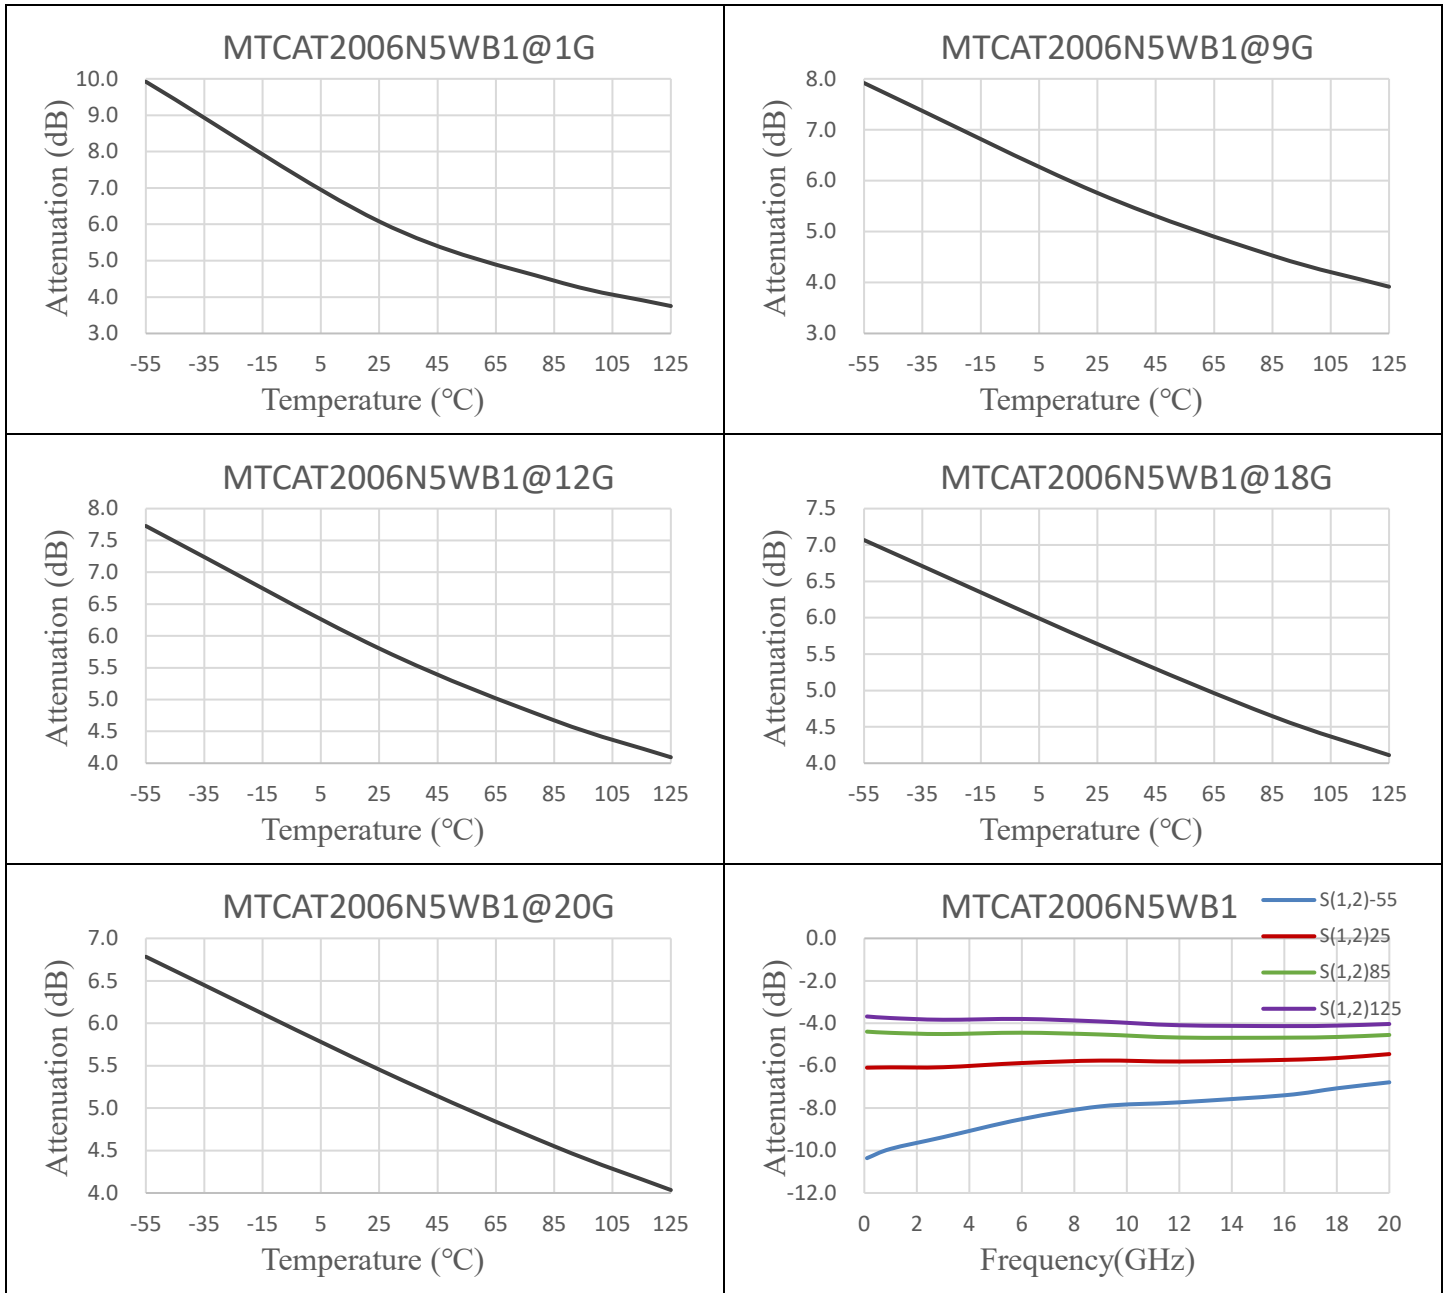 MTCAT2006N5WB1@1G
Attenuation (dB)
10.0
9.0
8.0
7.0
6.0
5.0
4.0
3.0
-55 -35 -15 5 25 45 65 85 105 125
Temperature (℃)
MTCAT2006N5WB1@9G
Attenuation (dB)
8.0
7.0
6.0
5.0
4.0
3.0
-55 -35 -15 5 25 45 65 85 105 125
Temperature (℃)
MTCAT2006N5WB1@12G
Attenuation (dB)
8.0
7.5
7.0
6.5
6.0
5.5
5.0
4.5
4.0
-55 -35 -15 5 25 45 65 85 105 125
Temperature (℃)
MTCAT2006N5WB1@18G
Attenuation (dB)
7.5
7.0
6.5
6.0
5.5
5.0
4.5
4.0
-55 -35 -15 5 25 45 65 85 105 125
Temperature (℃)
MTCAT2006N5WB1@20G
Attenuation (dB)
7.0
6.5
6.0
5.5
5.0
4.5
4.0
-55 -35 -15 5 25 45 65 85 105 125
Temperature (℃)
MTCAT2006N5WB1
S(1,2)-55
S(1,2)25
S(1,2)85
S(1,2)125
Attenuation (dB)
0.0
-2.0
-4.0
-6.0
-8.0
-10.0
-12.0
0 2 4 6 8 10 12 14 16 18 20
Frequency(GHz)